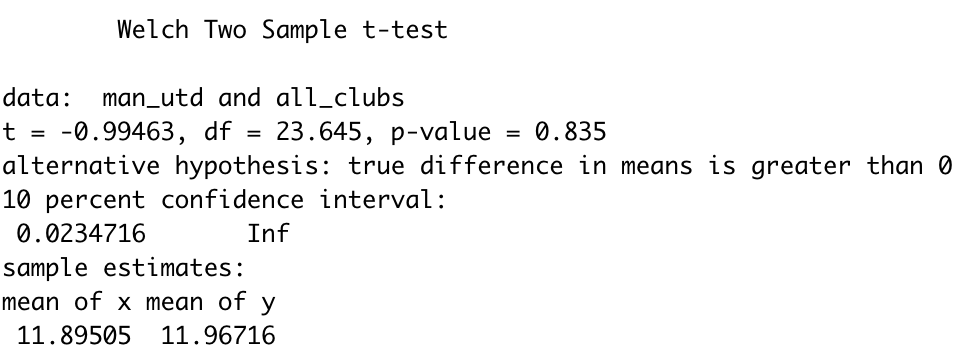 Welch Two Sample t-test
data:  man_utd and all_clubs
t = -0.99463, df = 23.645, p-value = 0.835
alternative hypothesis: true difference in means is greater than 0
10 percent confidence interval:
 0.0234716       Inf
sample estimates:
mean of x mean of y
 11.89505  11.96716